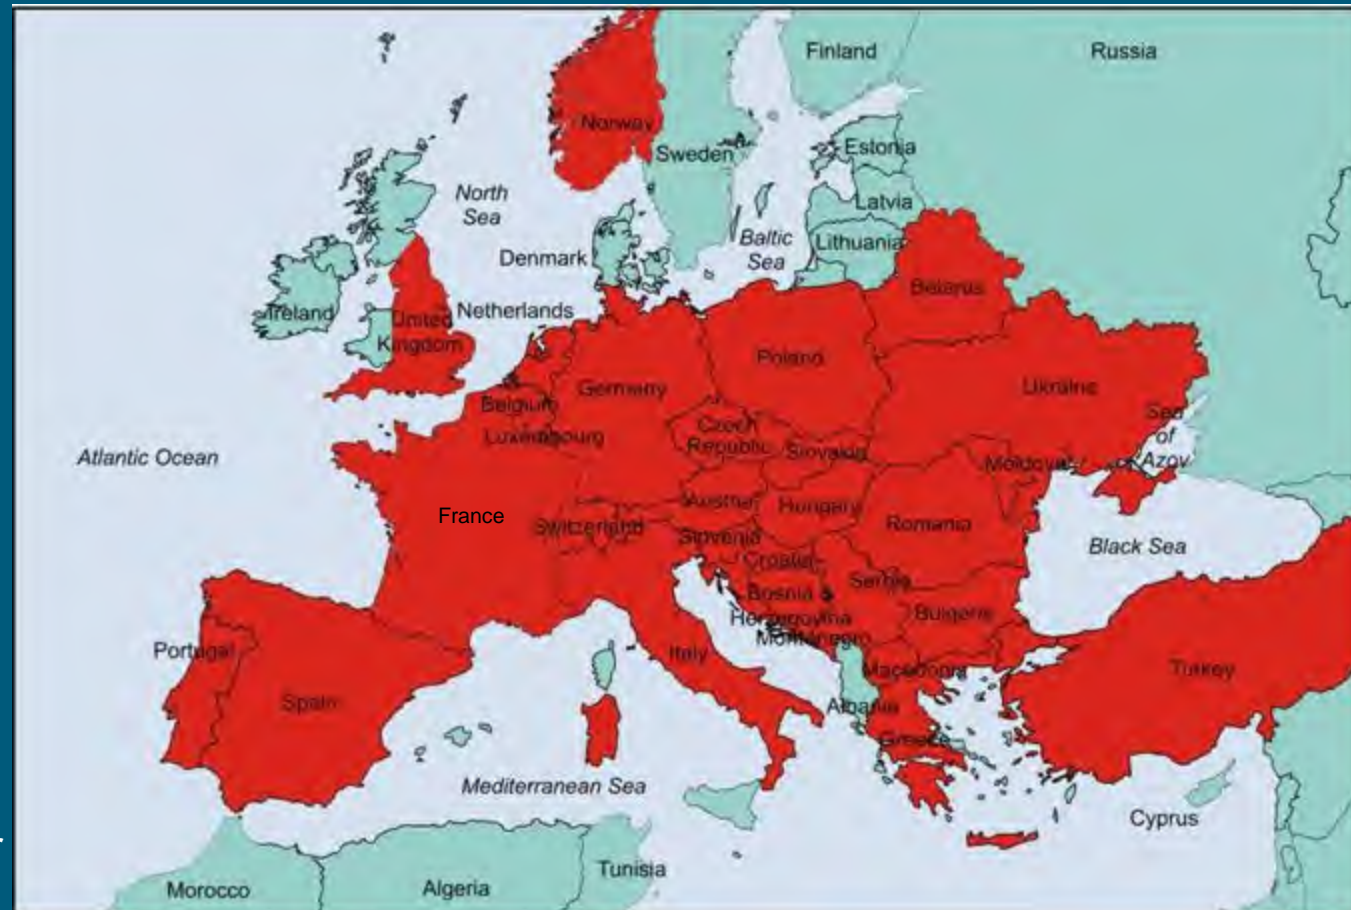 Finland
Russia
Norway
Sweden
Estonia
North
Sea
Latvia
Baltic
Sea
Lithuania
Denmark
Belarus
Ireland
United
Kingdom
Netherlands
Poland
Germany
Ukraine
Belgium
Czech
Republic
Luxembourg
Slovakia
Sea
of
Azov
Atlantic Ocean
Moldova
Austria
Hungary
France
Switzerland
Romania
Slovenia
Black Sea
Croatia
Serbia
Bosnia &
Herzegovina
Bulgaria
Montenegro
Portugal
Italy
Macedonia
Turkey
Spain
Albania
Greece
Mediterranean Sea
Cyprus
Tunisia
Morocco
Algeria